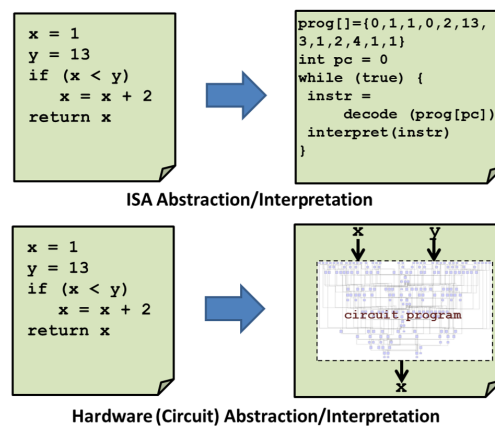 x = 1
y = 13
if (x < y)
x = x + 2
return x
prog[]={0,1,1,0,2,13,
3,1,2,4,1,1}
int pc = 0
while (true) {
instr =
decode (prog[pc])
interpret(instr)
}
ISA Abstraction/Interpretation
x = 1
y = 13
if (x < y)
x = x + 2
return x
x y
circuit program
x
Hardware (Circuit) Abstraction/Interpretation